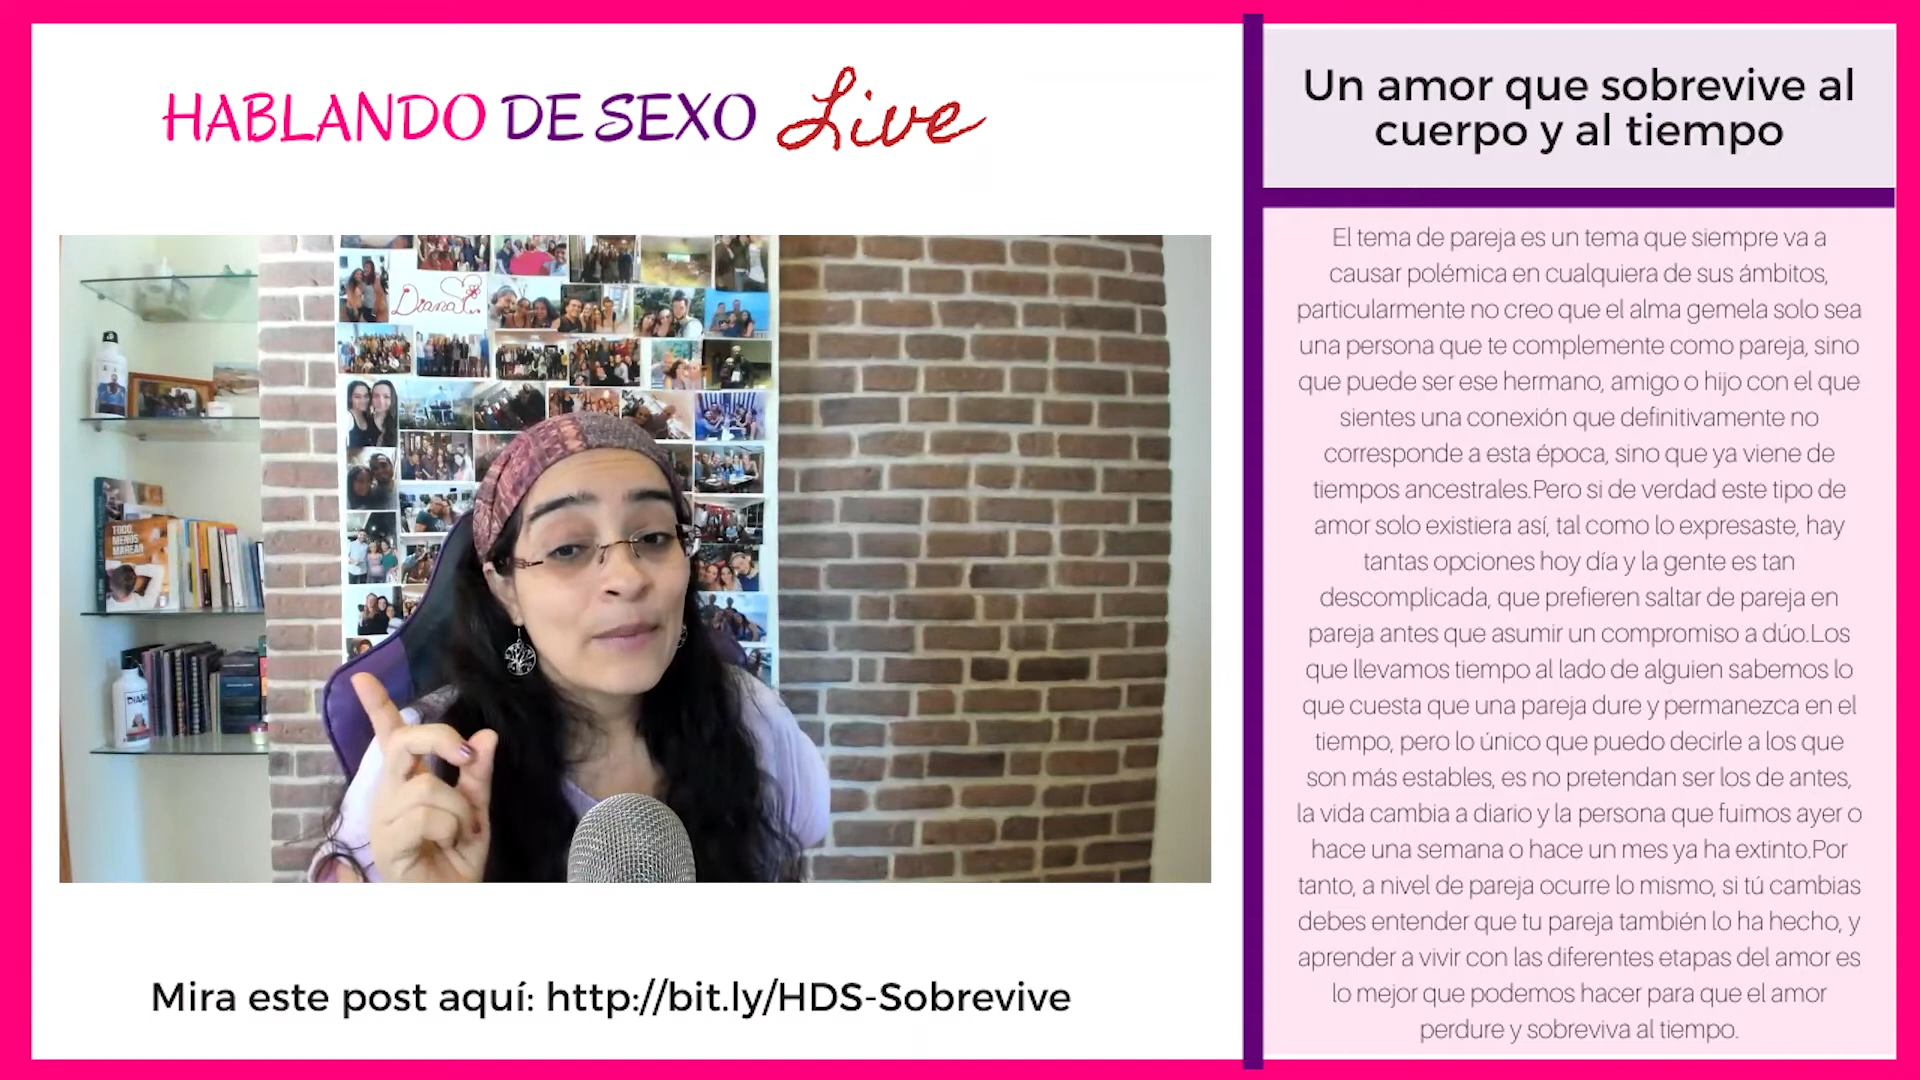 HABLANDO DE SEXO Live
Diana
TODO,
MENOS
MAREAR
DIANA
Mira este post aquí: http://bit.ly/HDS-Sobrevive
Un amor que sobrevive al
cuerpo y al tiempo
El tema de pareja es un tema que siempre va a
causar polémica en cualquiera de sus ámbitos,
particularmente no creo que el alma gemela solo sea
una persona que te complemente como pareja, sino
que puede ser ese hermano, amigo o hijo con el que
sientes una conexión que definitivamente no
corresponde a esta época, sino que ya viene de
tiempos ancestrales.Pero si de verdad este tipo de
amor solo existiera así, tal como lo expresaste, hay
tantas opciones hoy día y la gente es tan
descomplicada, que prefieren saltar de pareja en
pareja antes que asumir un compromiso a dúo.Los
que llevamos tiempo al lado de alguien sabemos lo
que cuesta que una pareja dure y permanezca en el
tiempo, pero lo único que puedo decirle a los que
son más estables, es no pretendan ser los de antes,
la vida cambia a diario y la persona que fuimos ayer o
hace una semana o hace un mes ya ha extinto.Por
tanto, a nivel de pareja ocurre lo mismo, si tú cambias
debes entender que tu pareja también lo ha hecho, y
aprender a vivir con las diferentes etapas del amor es
lo mejor que podemos hacer para que el amor
perdure y sobreviva al tiempo.